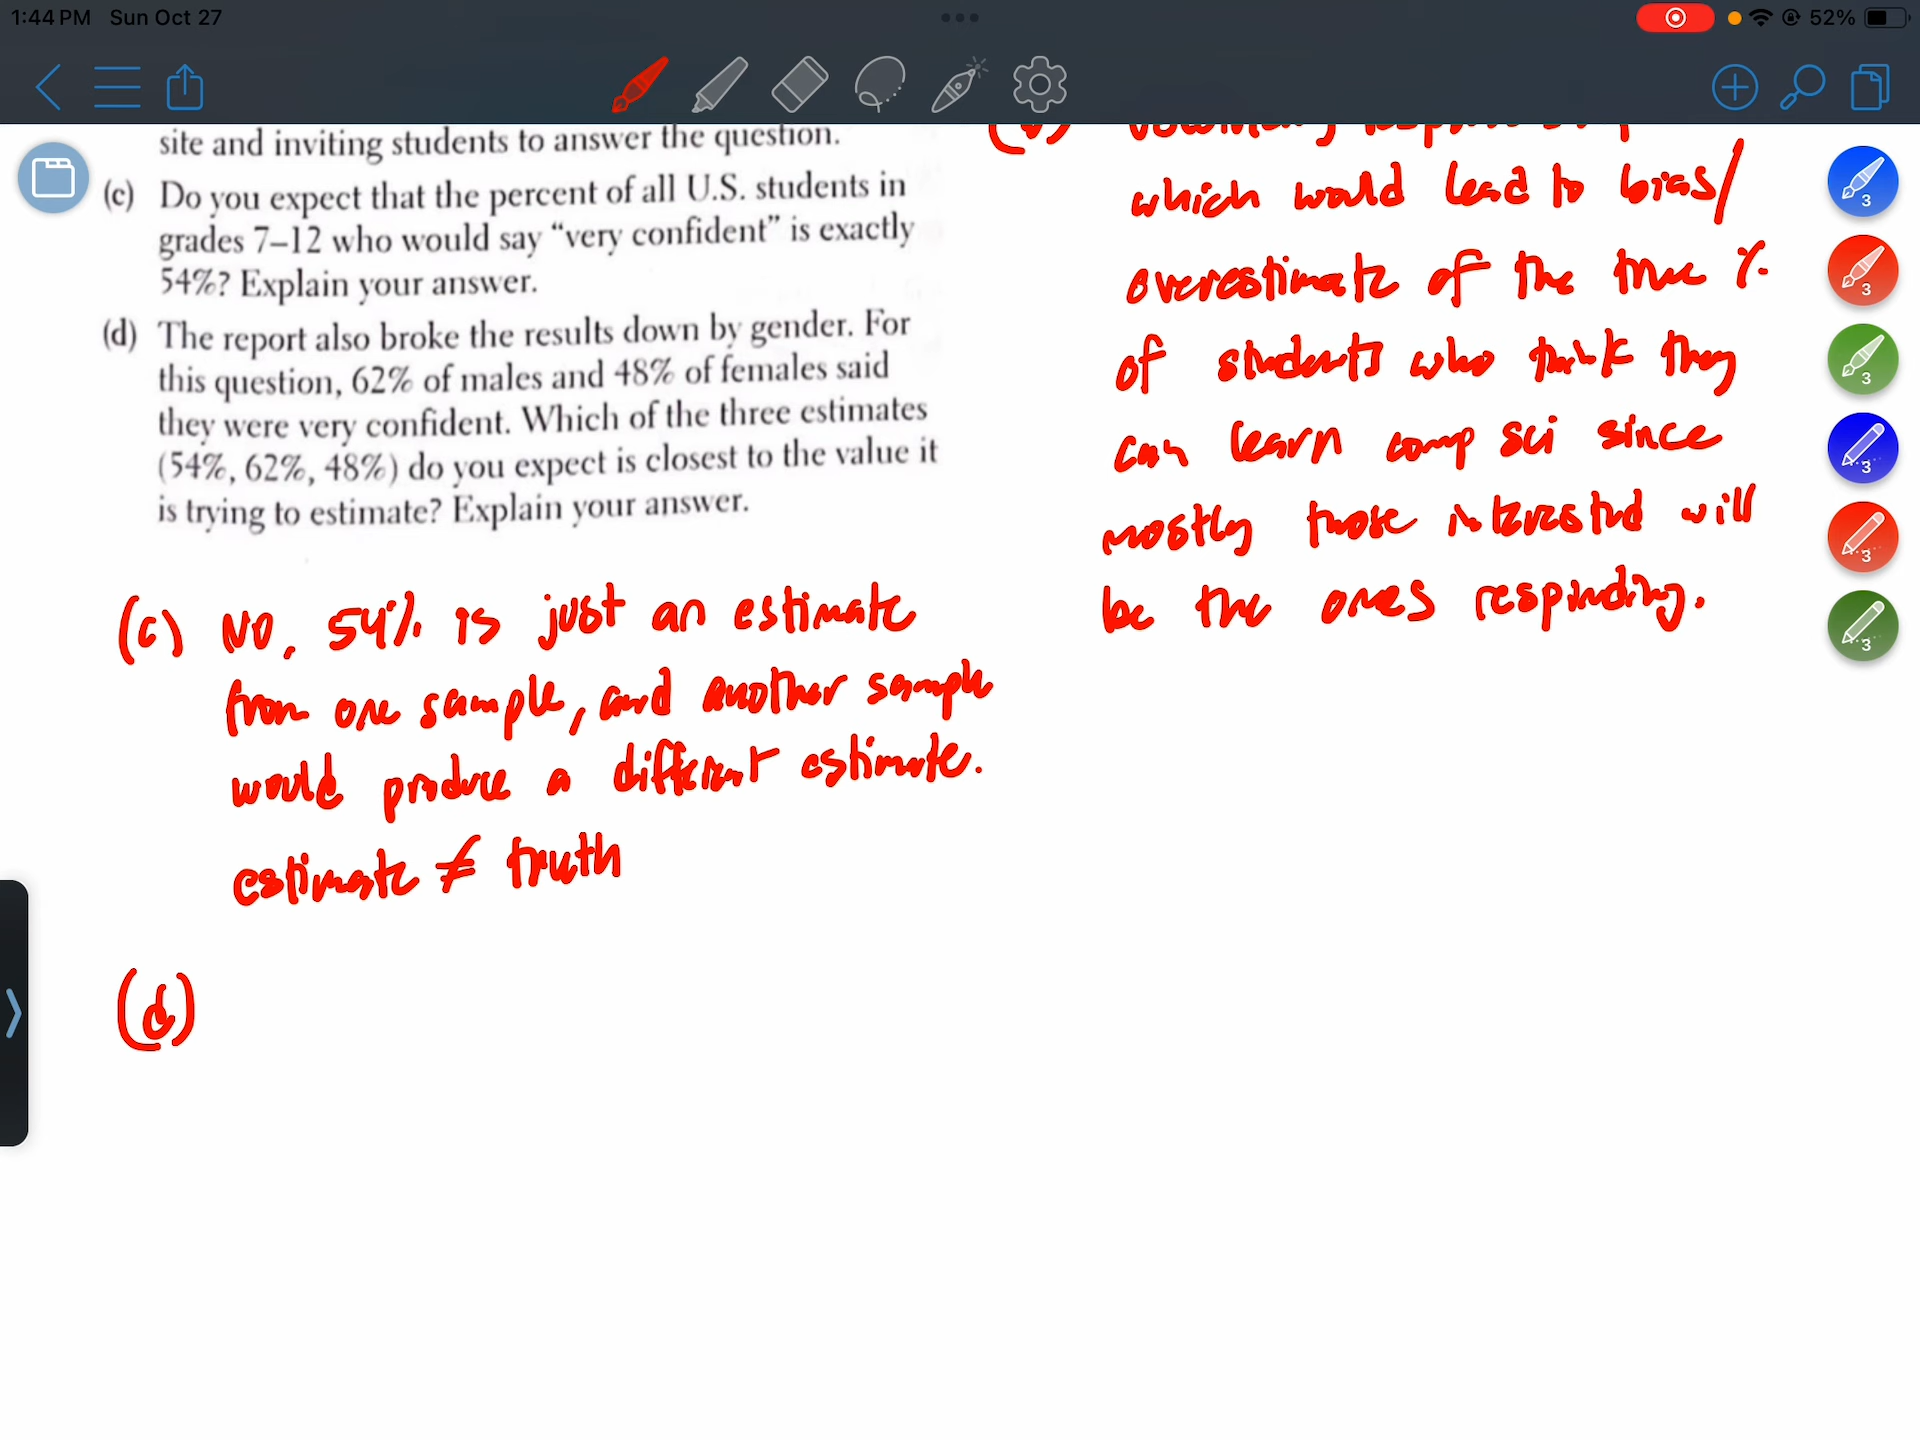 1:44 PM Sun Oct 27
52%
site and inviting students to answer the question.
(c) Do you expect that the percent of all U.S. students in
grades 7–12 who would say “very confident” is exactly
54%? Explain your answer.
(d) The report also broke the results down by gender. For
this question, 62% of males and 48% of females said
they were very confident. Which of the three estimates
(54%, 62%, 48%) do you expect is closest to the value it
is trying to estimate? Explain your answer.
(c) No, 54% is just an estimate
from one sample, and another sample
would produce a different estimate.
estimate ≠ truth
(d)
which would lead to bias/
overestimate of the true %
of students who think they
can learn comp sci since
mostly those interested will
be the ones responding.
3
3
3
3
3
3